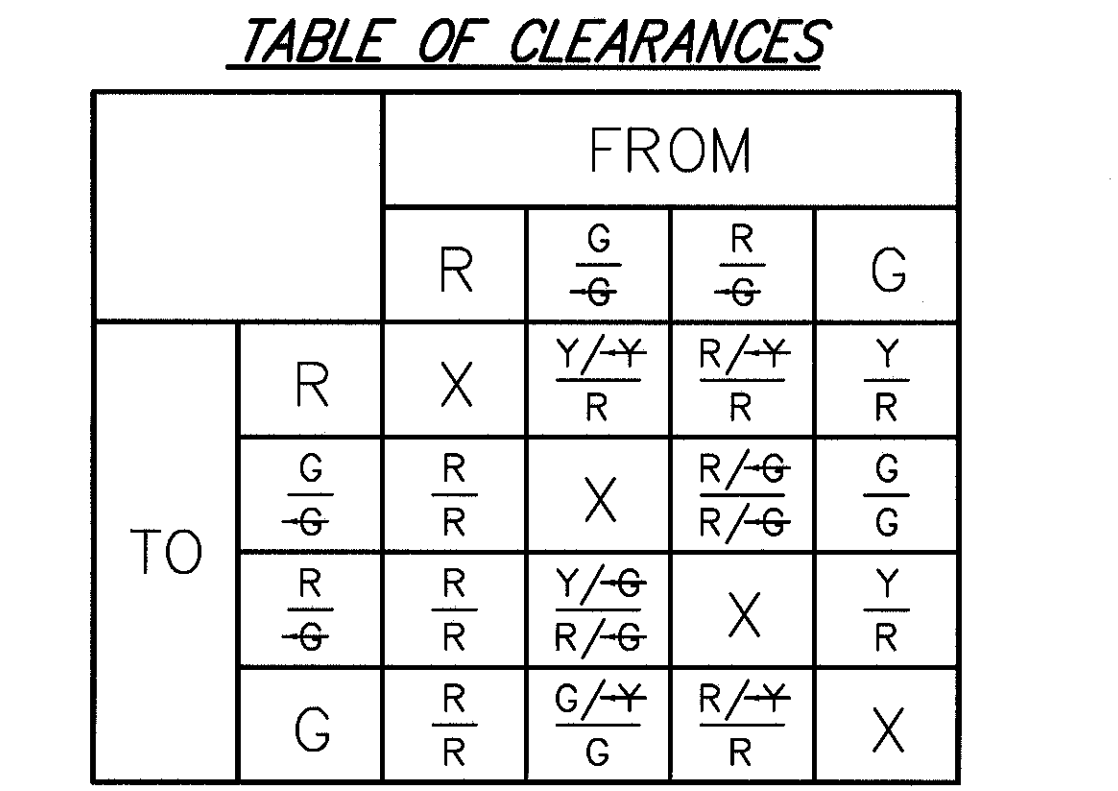 TABLE OF CLEARANCES
FROM
R G/←G R/←G G
TO
R X Y/←Y R R/←Y R Y R
G ←G R R X R/←G R/←G G G
R ←G R R Y/←G R/←G X Y R
G R R G/←Y G R/←Y R X